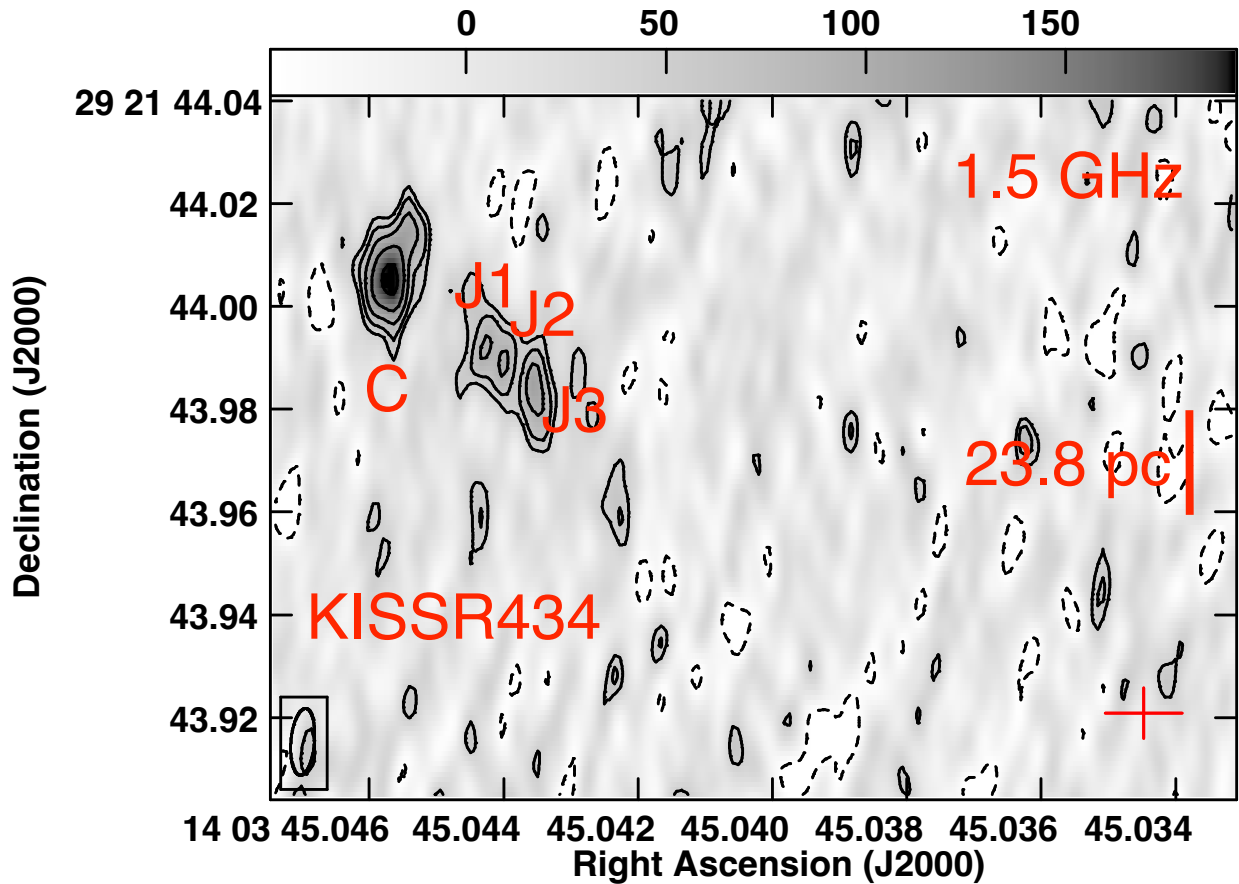 0 50 100 150
29 21 44.04
1.5 GHz
44.02
44.00
J1
J2
C
43.98
J3
23.8 pc
43.96
43.94
KISSR434
43.92
14 03 45.046 45.044 45.042 45.040 45.038 45.036 45.034
Right Ascension (J2000)
Declination (J2000)